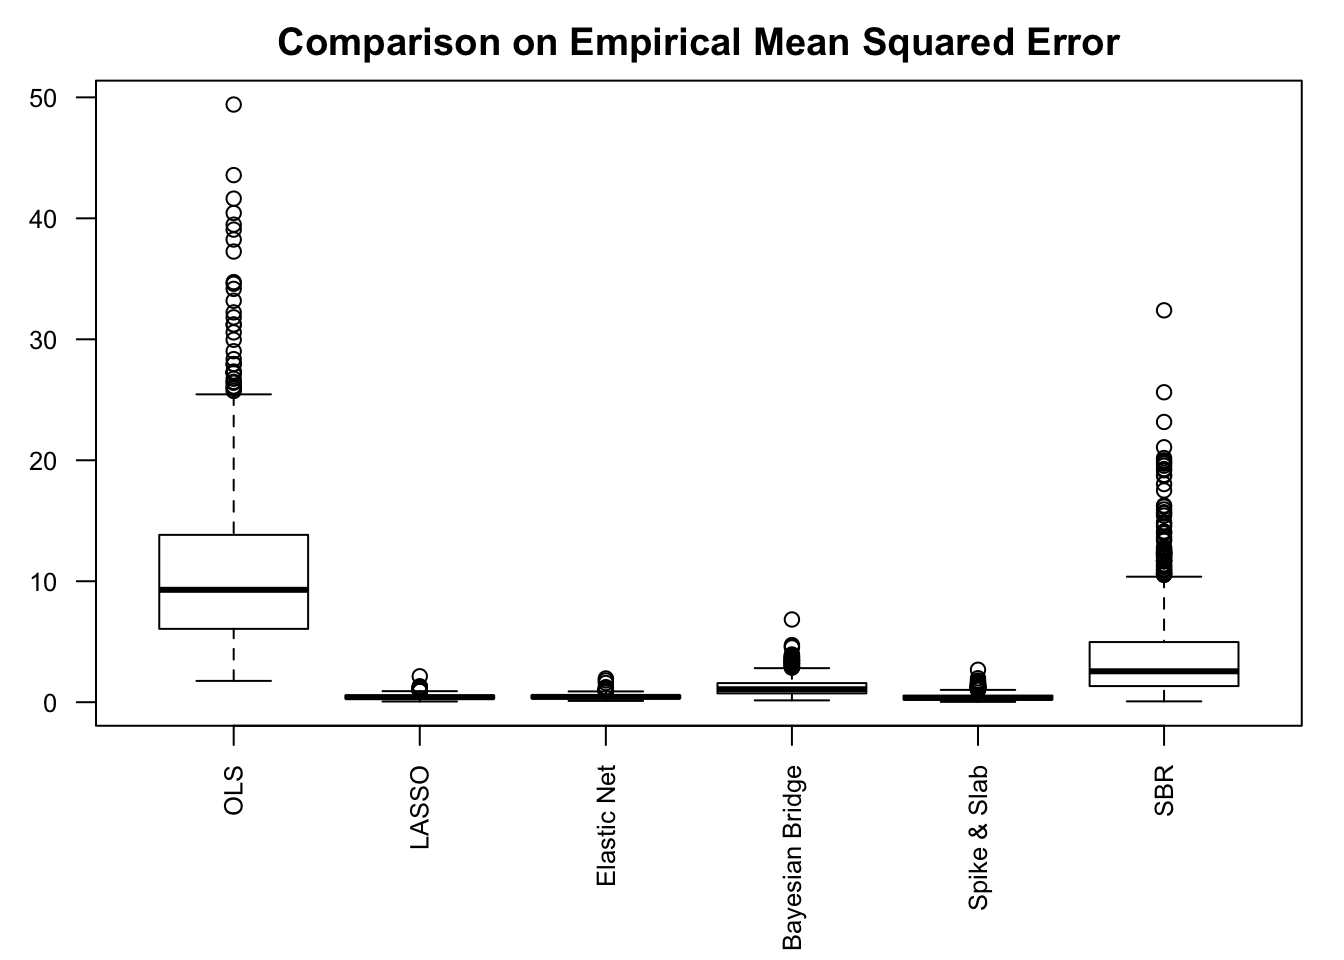 Comparison on Empirical Mean Squared Error
50
40
30
20
10
0
OLS
LASSO
Elastic Net
Bayesian Bridge
Spike & Slab
SBR